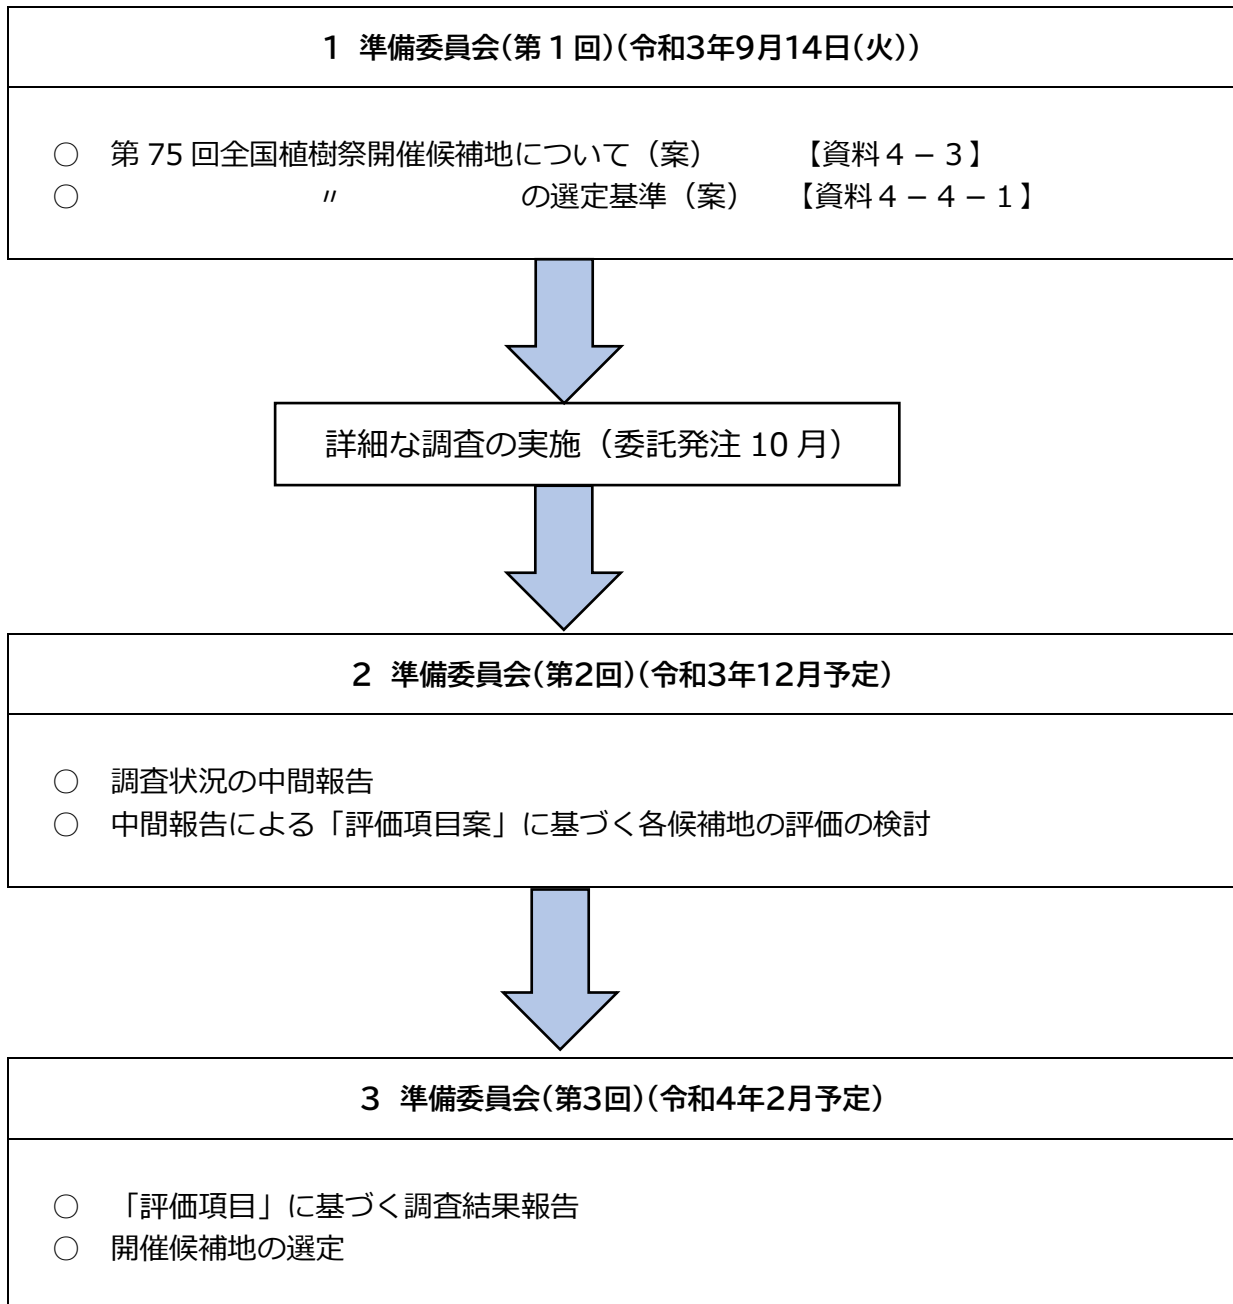 1 準備委員会(第1回)(令和3年9月14日(火))
○ 第75回全国植樹祭開催候補地について（案） 【資料4－3】
○ 〃 の選定基準（案） 【資料4－4－1】
詳細な調査の実施（委託発注10月）
2 準備委員会(第2回)(令和3年12月予定)
○ 調査状況の中間報告
○ 中間報告による「評価項目案」に基づく各候補地の評価の検討
3 準備委員会(第3回)(令和4年2月予定)
○ 「評価項目」に基づく調査結果報告
○ 開催候補地の選定